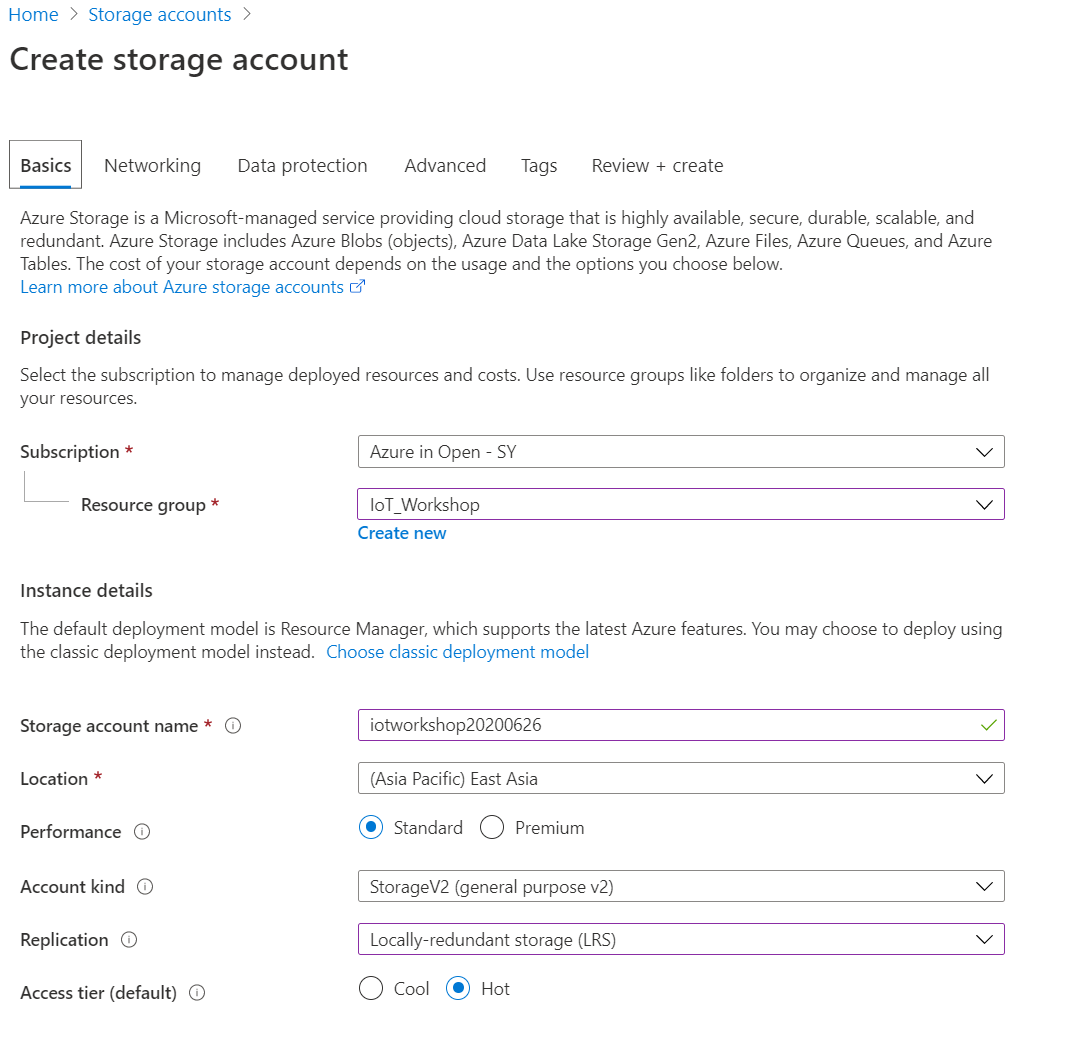 Home > Storage accounts >
Create storage account
Basics Networking Data protection Advanced Tags Review + create
Azure Storage is a Microsoft-managed service providing cloud storage that is highly available, secure, durable, scalable, and
redundant. Azure Storage includes Azure Blobs (objects), Azure Data Lake Storage Gen2, Azure Files, Azure Queues, and Azure
Tables. The cost of your storage account depends on the usage and the options you choose below.
Learn more about Azure storage accounts
Project details
Select the subscription to manage deployed resources and costs. Use resource groups like folders to organize and manage all
your resources.
Subscription * Azure in Open - SY
Resource group * IoT_Workshop
Create new
Instance details
The default deployment model is Resource Manager, which supports the latest Azure features. You may choose to deploy using
the classic deployment model instead. Choose classic deployment model
Storage account name * iotworkshop20200626
Location * (Asia Pacific) East Asia
Performance Standard Premium
Account kind StorageV2 (general purpose v2)
Replication Locally-redundant storage (LRS)
Access tier (default) Cool Hot